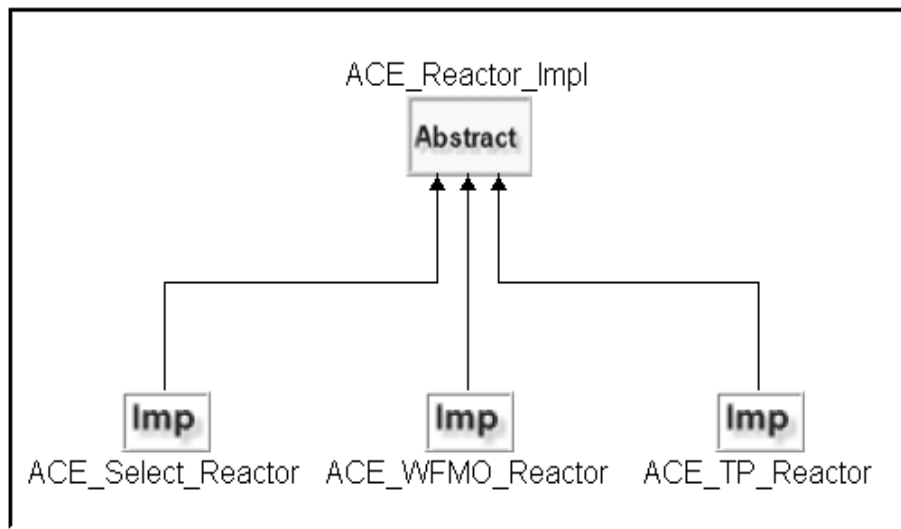 ACE_Reactor_Impl
Abstract
Imp
Imp
Imp
ACE_Select_Reactor
ACE_WFMO_Reactor
ACE_TP_Reactor